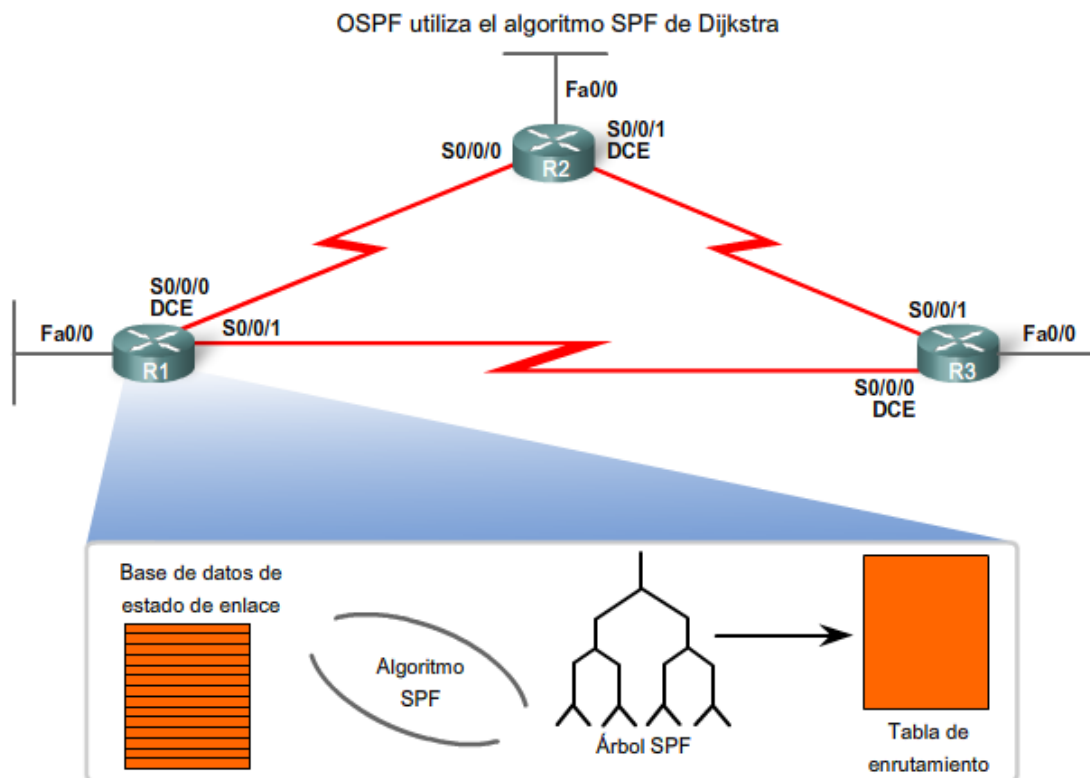 OSPF utiliza el algoritmo SPF de Dijkstra
Fa0/0
S0/0/1
DCE
S0/0/0
R2
S0/0/0
DCE
S0/0/1
Fa0/0
R1
S0/0/1
Fa0/0
R3
S0/0/0
DCE
Base de datos de
estado de enlace
Algoritmo
SPF
Árbol SPF
Tabla de
enrutamiento